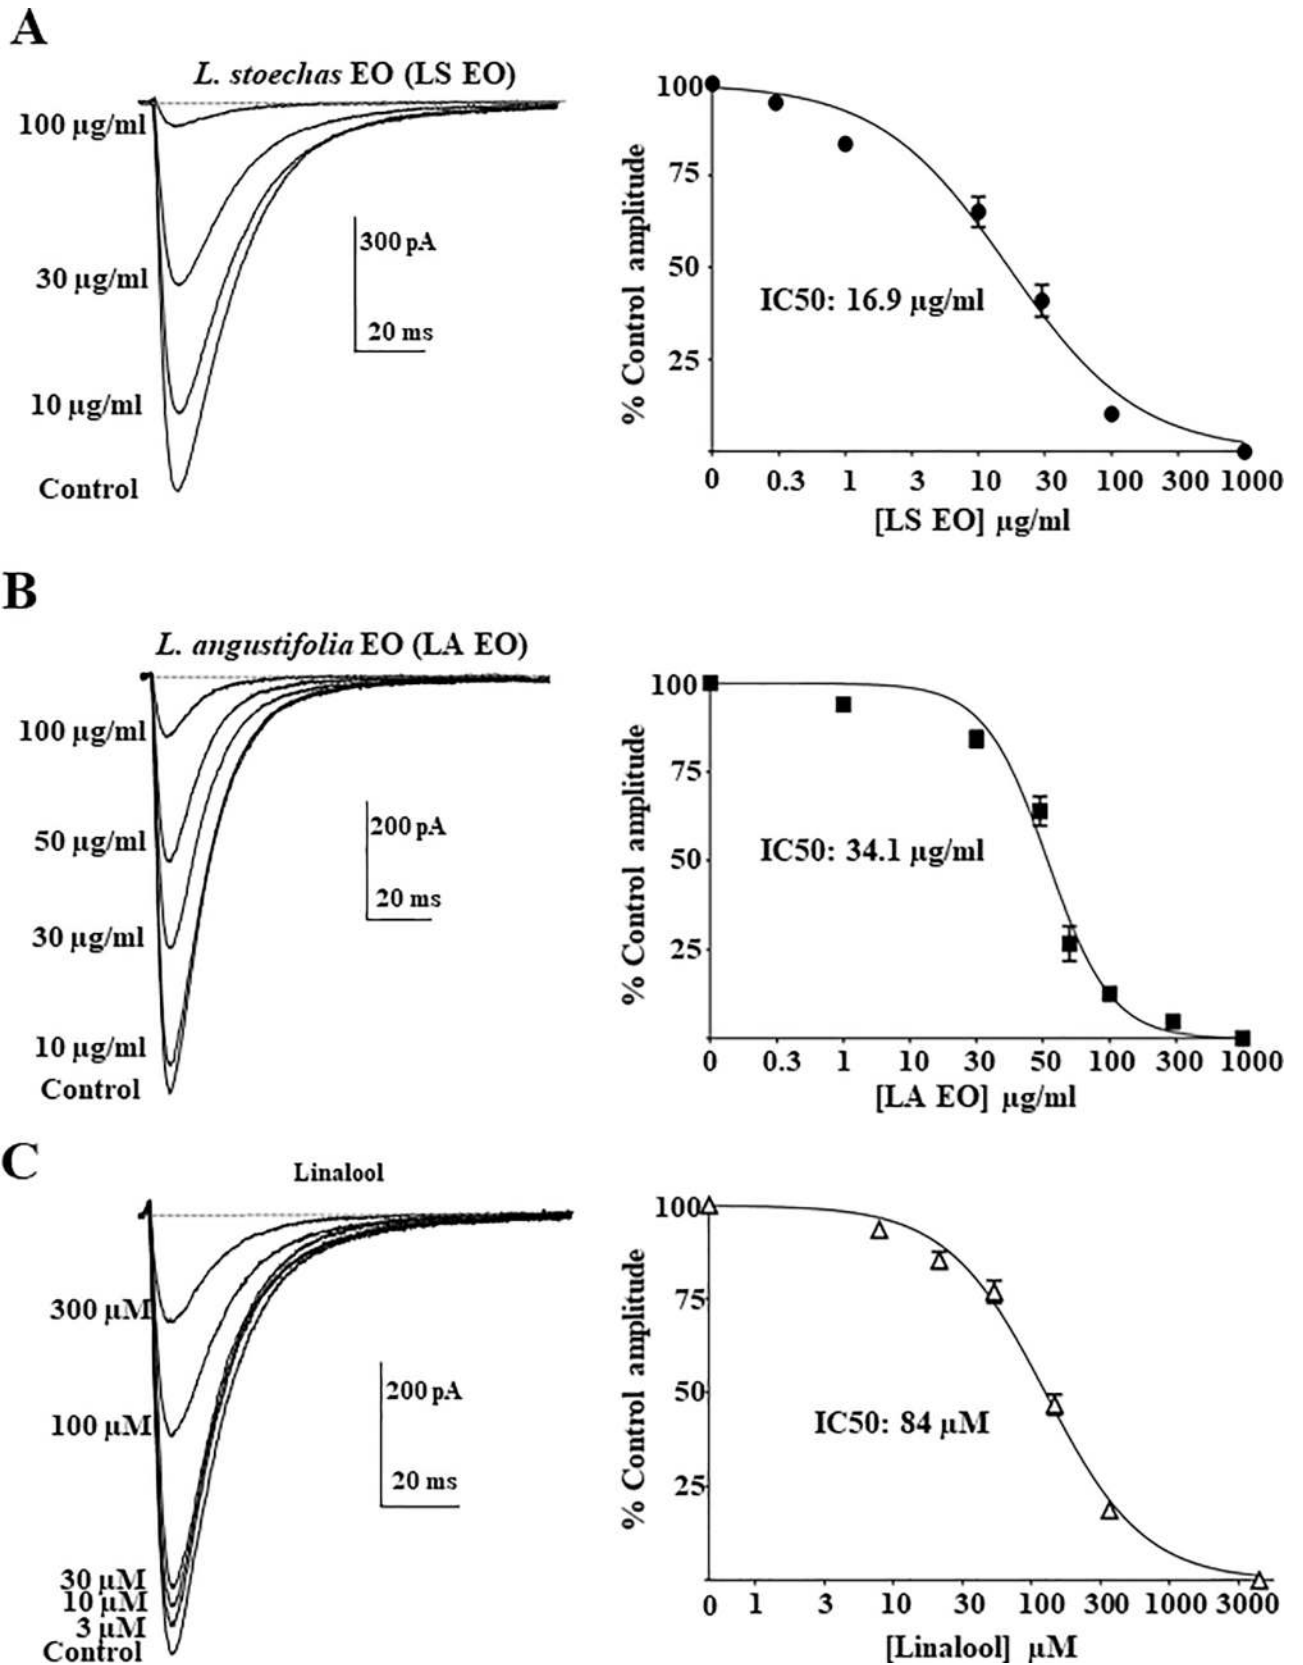 A
L. stoechas EO (LS EO)
100 µg/ml
30 µg/ml
10 µg/ml
Control
300 pA
20 ms
% Control amplitude
100
75
50
25
IC50: 16.9 µg/ml
0 0.3 1 3 10 30 100 300 1000
[LS EO] µg/ml
B
L. angustifolia EO (LA EO)
100 µg/ml
50 µg/ml
30 µg/ml
10 µg/ml
Control
200 pA
20 ms
% Control amplitude
100
75
50
25
IC50: 34.1 µg/ml
0 0.3 1 10 30 50 100 300 1000
[LA EO] µg/ml
C
Linalool
300 µM
100 µM
30 µM
10 µM
3 µM
Control
200 pA
20 ms
% Control amplitude
100
75
50
25
IC50: 84 µM
0 1 3 10 30 100 300 1000 3000
[Linalool] µM